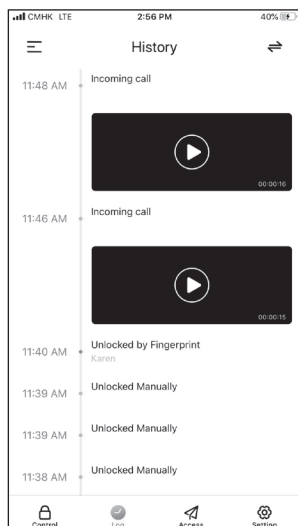 CMHK LTE 2:56 PM 40%
History
11:48 AM Incoming call
00:00:16
11:46 AM Incoming call
00:00:15
11:40 AM Unlocked by Fingerprint
Karen
11:39 AM Unlocked Manually
11:39 AM Unlocked Manually
11:38 AM Unlocked Manually
Control Log Access Setting